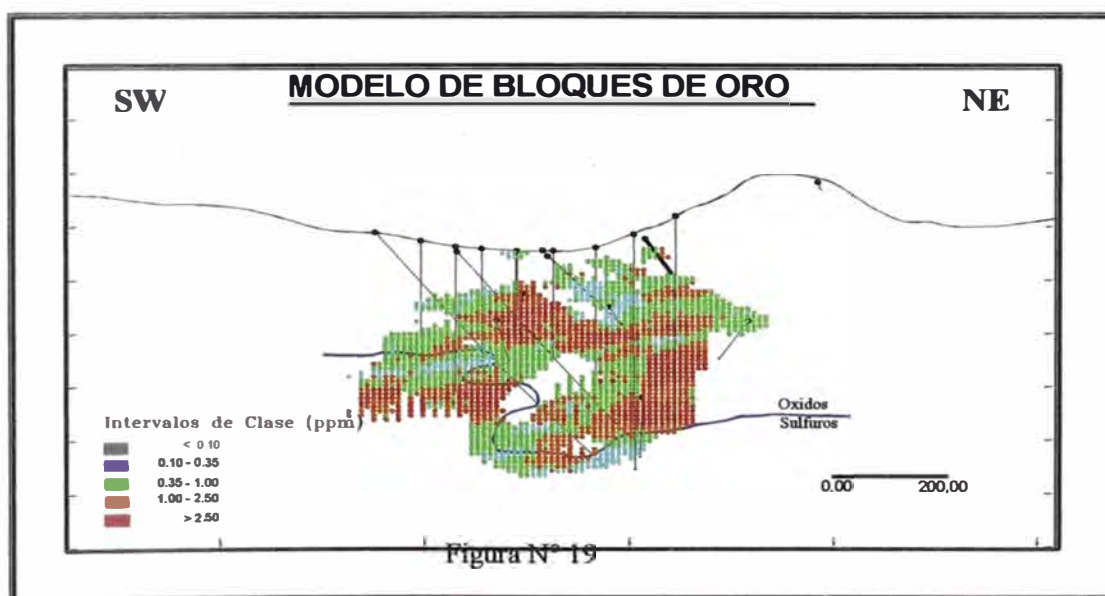 MODELO DE BLOQUES DE ORO
SW
NE
Oxidos
Sulfuros
Intervalos de Clase (ppm)
< 0 10
0.10 - 0.35
0.35 - 1.00
1.00 - 2.50
> 2.50
0.00 200,00
Figura N° 19